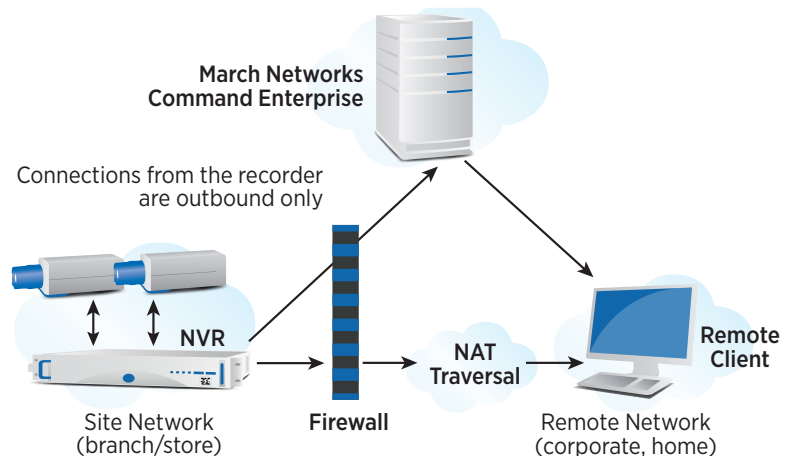 March Networks
Command Enterprise
Connections from the recorder
are outbound only
NVR
NAT
Traversal
Remote
Client
Site Network
(branch/store)
Firewall
Remote Network
(corporate, home)